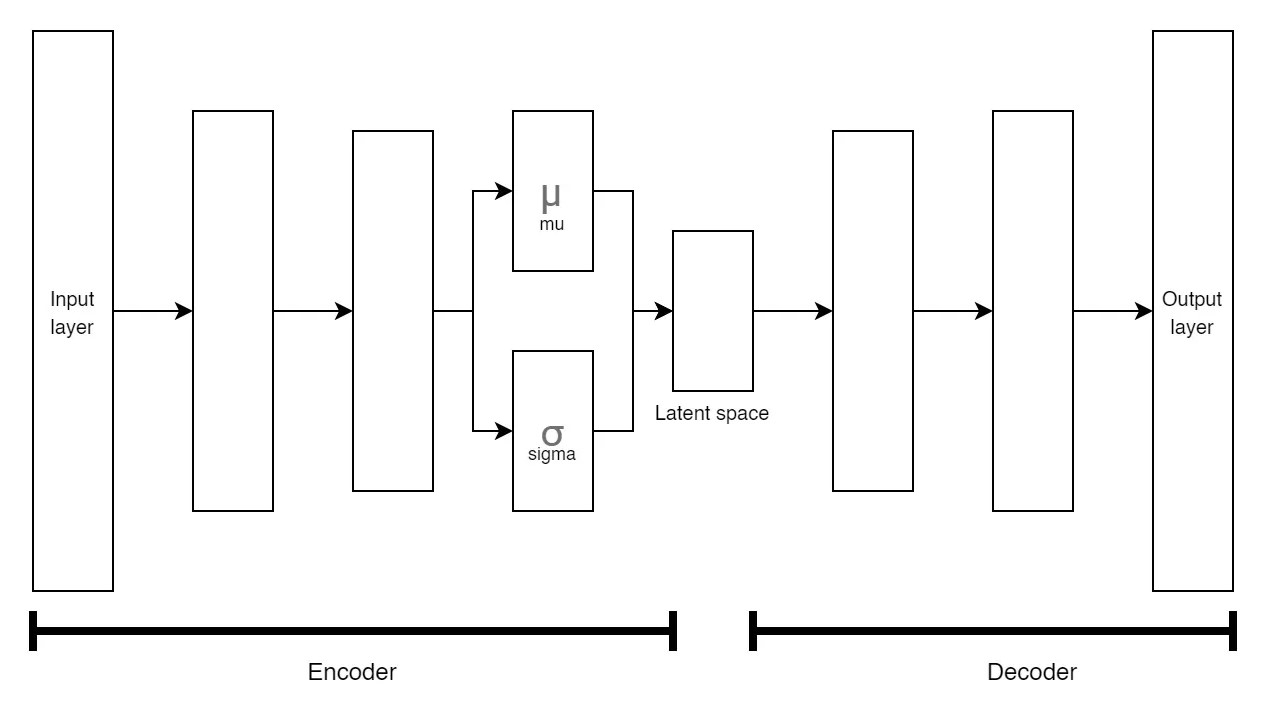 Input
layer
μ
mu
σ
sigma
Latent space
Output
layer
Encoder
Decoder